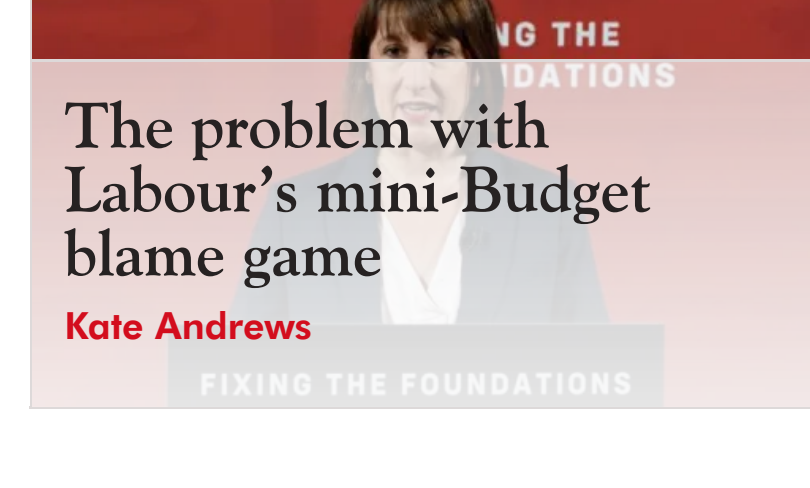 NG THE
DATIONS
The problem with
Labour’s mini-Budget
blame game
Kate Andrews
FIXING THE FOUNDATIONS